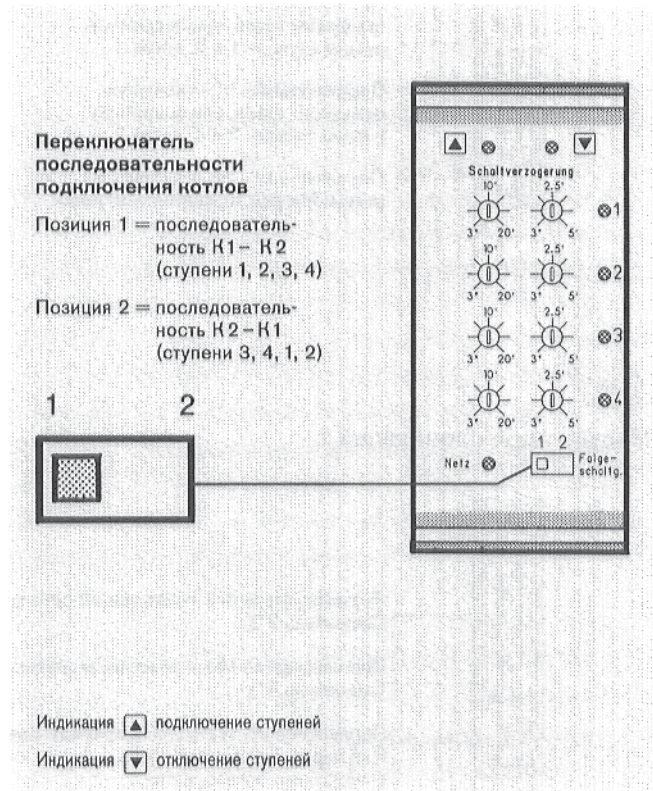 Переключатель
последовательности
подключения котлов
Позиция 1 = последователь-
ность К1 – К2
(ступени 1, 2, 3, 4)
Позиция 2 = последователь-
ность К2 – К1
(ступени 3, 4, 1, 2)
1 2
Schaltverzögerung
10' 2.5'
3' 20' 3' 5'
1
10' 2.5'
3' 20' 3' 5'
2
10' 2.5'
3' 20' 3' 5'
3
10' 2.5'
3' 20' 3' 5'
4
1 2
Netz
Folge-
schaltg.
Индикация ▲ подключение ступеней
Индикация ▼ отключение ступеней